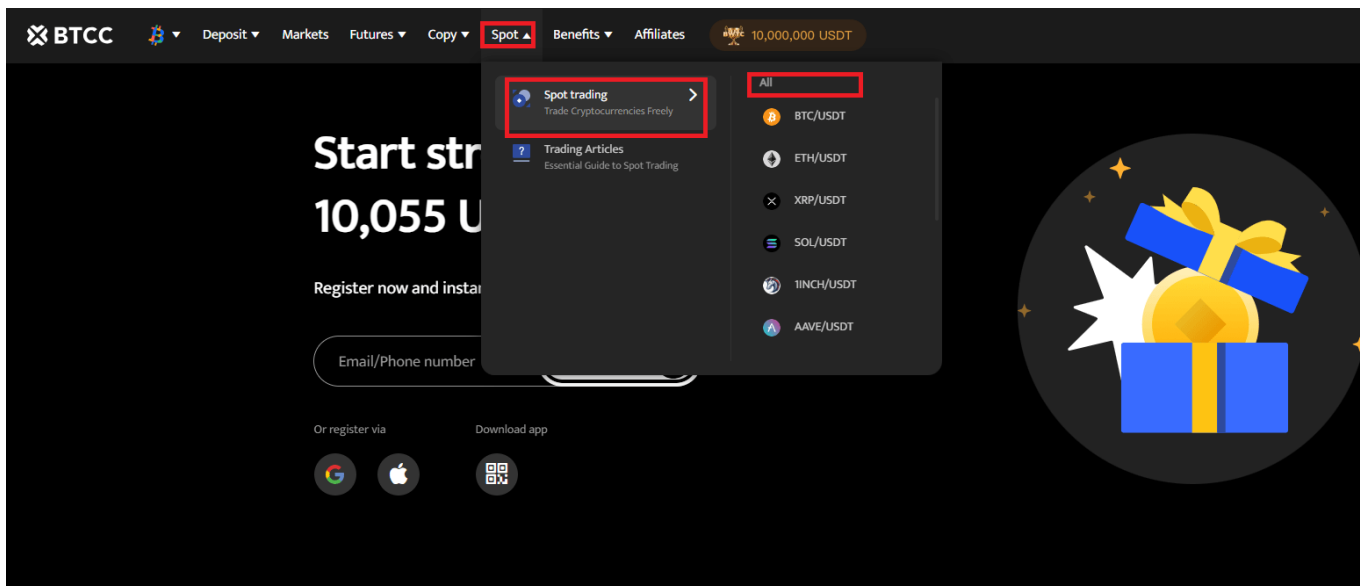 BTCC Deposit Markets Futures Copy Spot Benefits Affiliates 10,000,000 USDT
Spot trading
Trade Cryptocurrencies Freely
Trading Articles
Essential Guide to Spot Trading
All
BTC/USDT
ETH/USDT
XRP/USDT
SOL/USDT
1INCH/USDT
AAVE/USDT
Start str
10,055 U
Register now and instan
Email/Phone number
Or register via
Download app